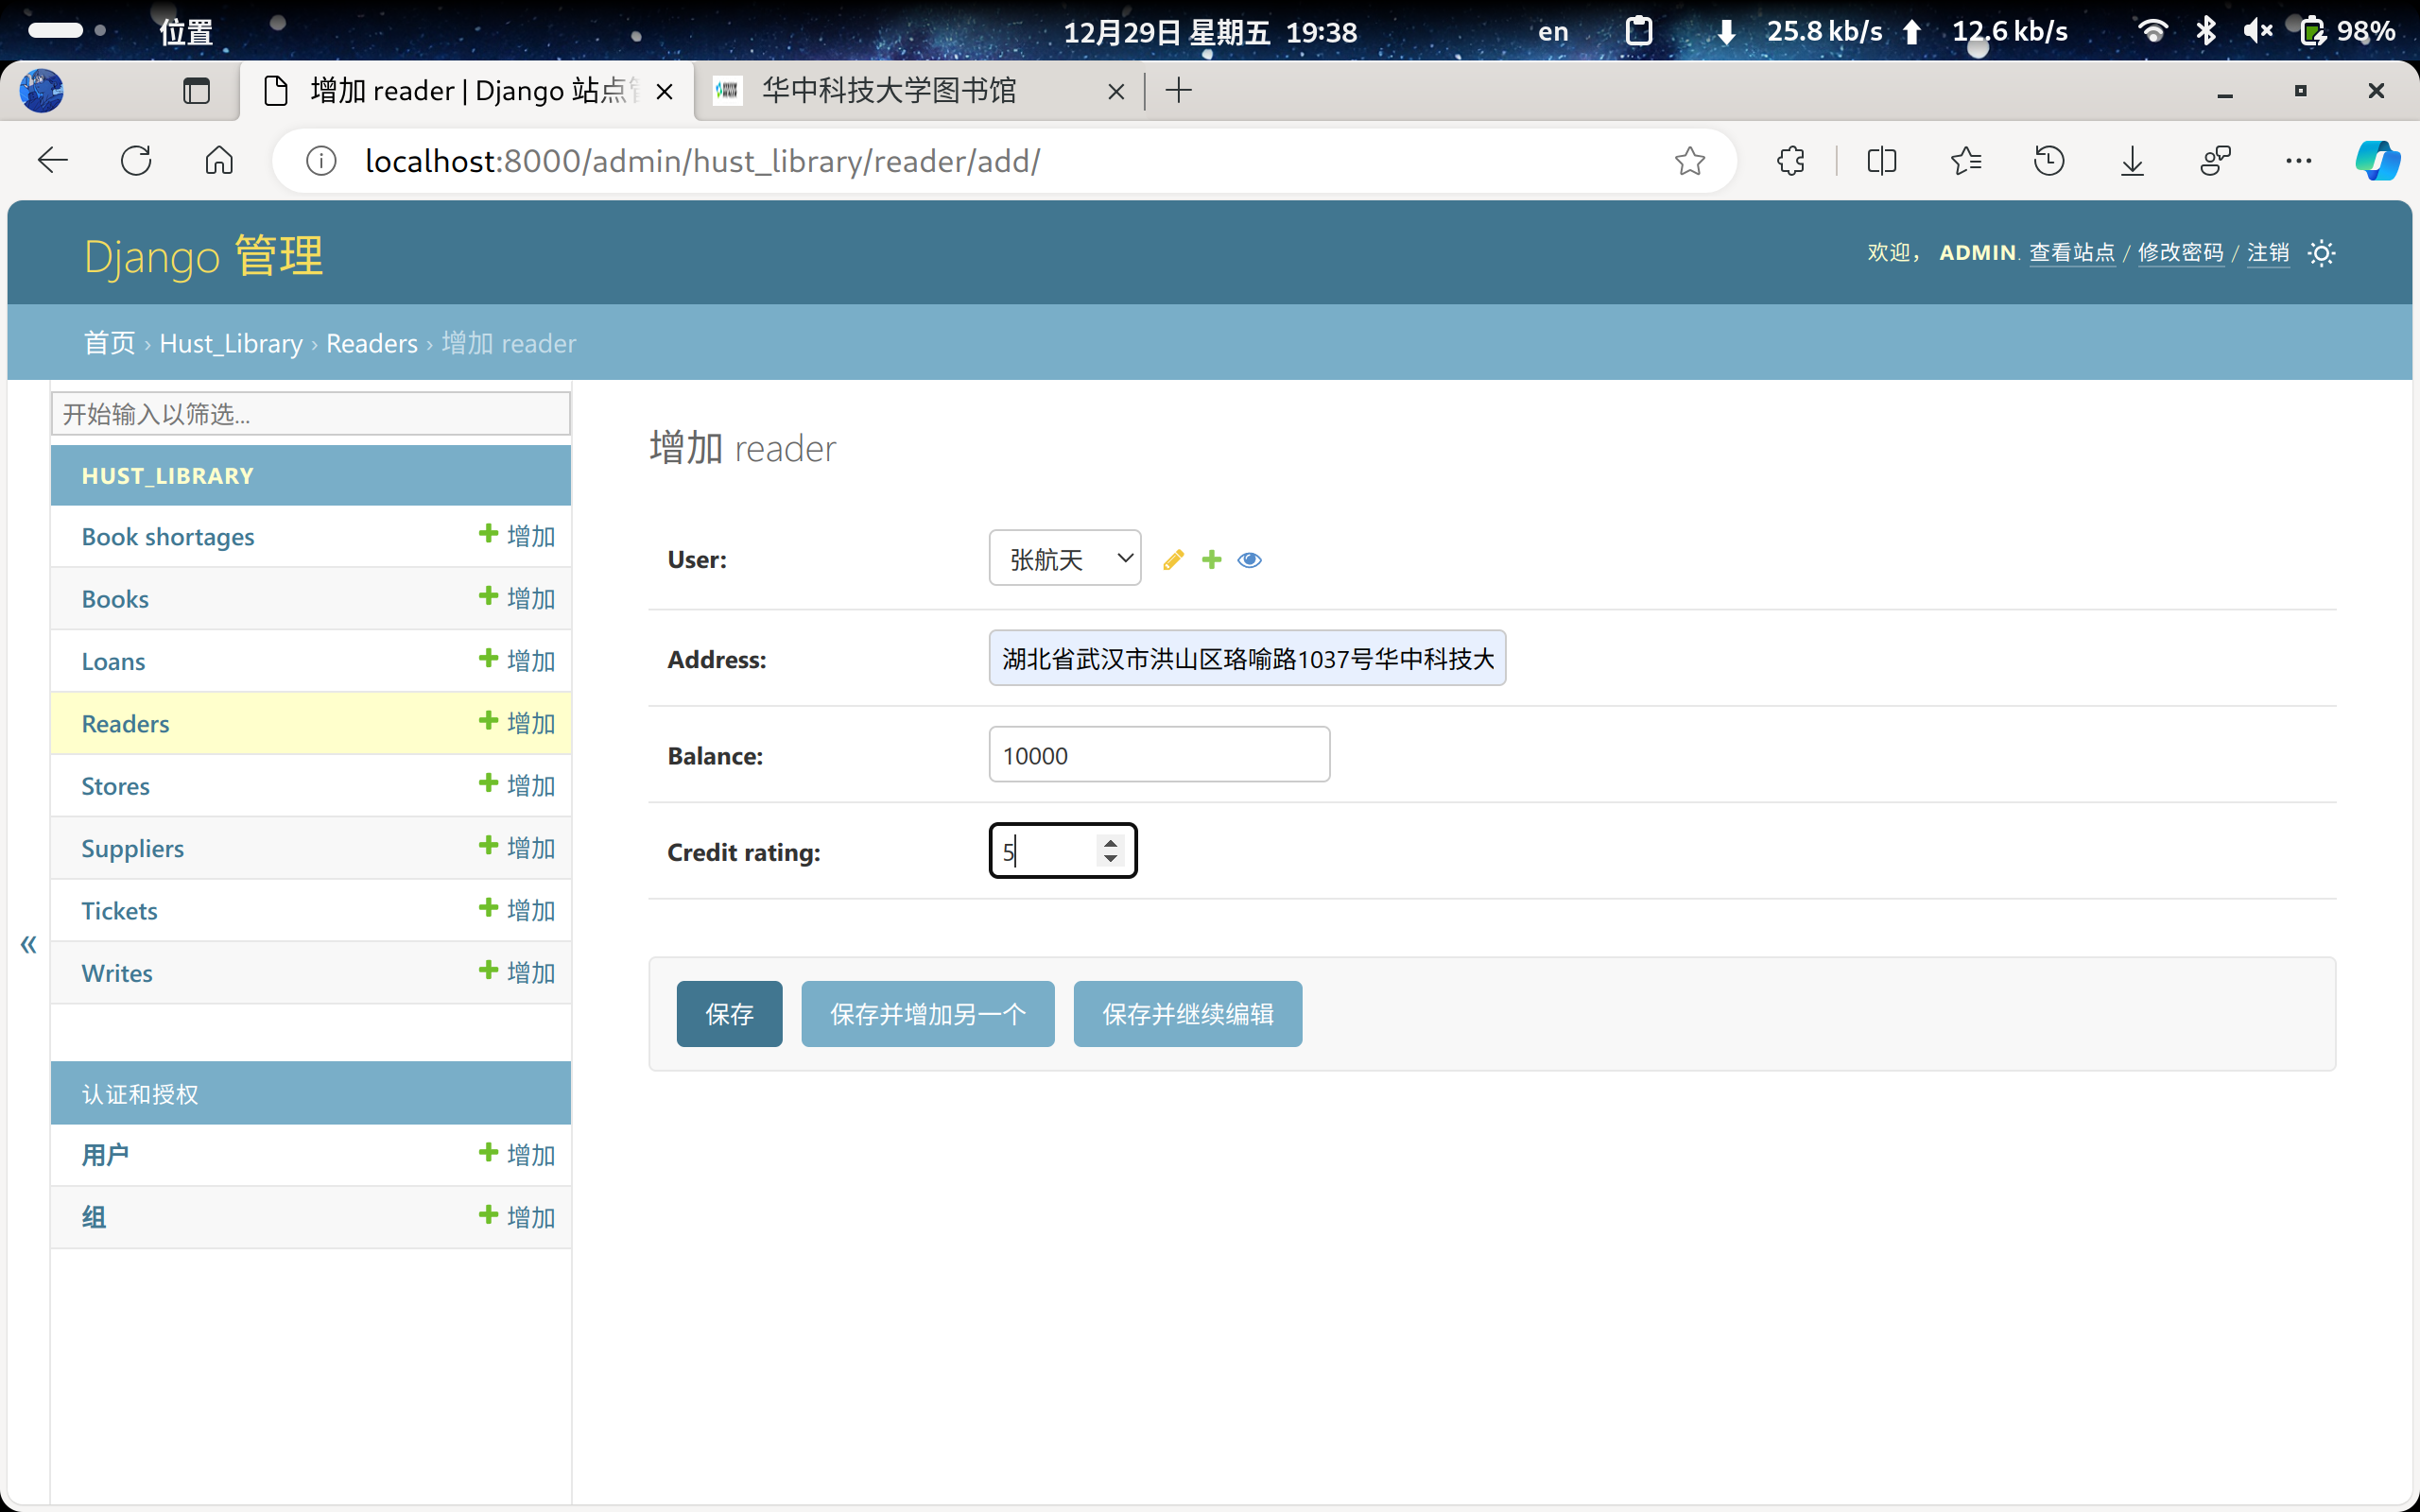 位置 12月29日 星期五 19:38 en 25.8 kb/s 12.6 kb/s 98%
增加 reader | Django 站点 华中科技大学图书馆
localhost:8000/admin/hust_library/reader/add/
Django 管理 欢迎， ADMIN. 查看站点 / 修改密码 / 注销
首页 › Hust_Library › Readers › 增加 reader
开始输入以筛选...
HUST_LIBRARY
Book shortages 增加
Books 增加
Loans 增加
Readers 增加
Stores 增加
Suppliers 增加
Tickets 增加
Writes 增加
认证和授权
用户 增加
组 增加
«
增加 reader
User: 张航天
Address: 湖北省武汉市洪山区珞喻路1037号华中科技大
Balance: 10000
Credit rating: 5
保存 保存并增加另一个 保存并继续编辑